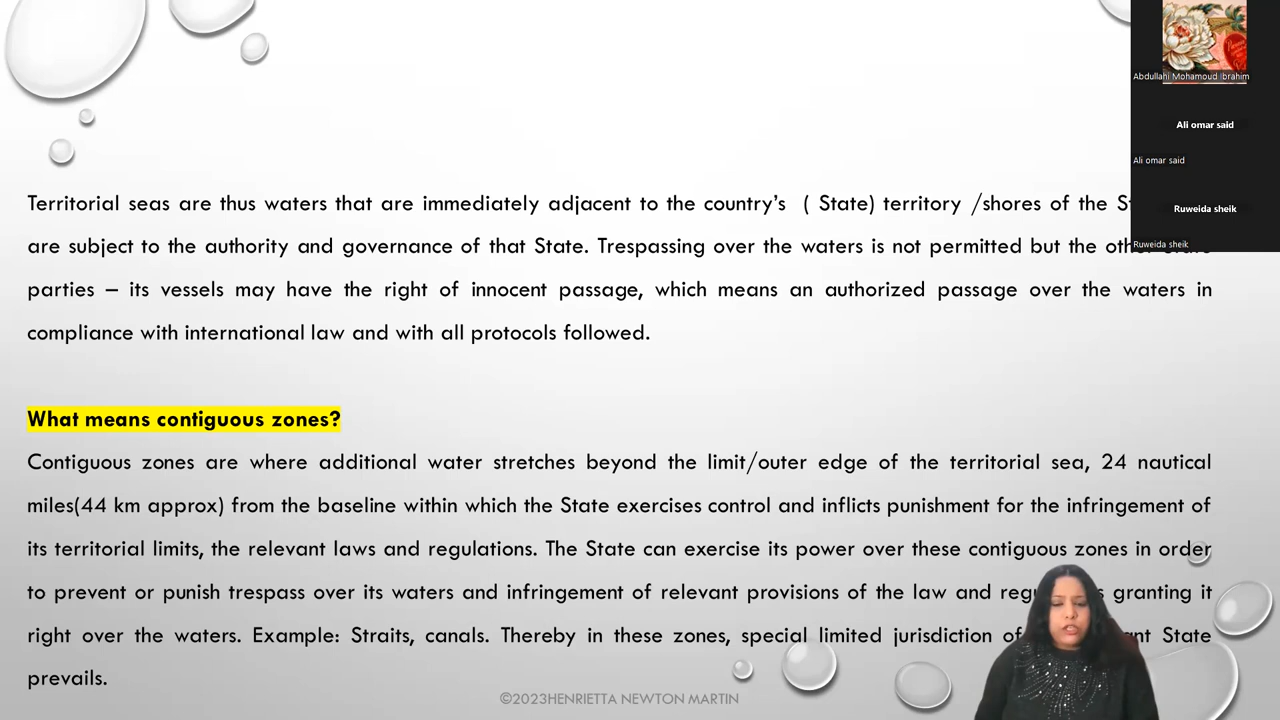 Abdullahi Mohamoud Ibrahim
Ali omar said
Ali omar said
Ruweida sheik
Ruweida sheik
Territorial seas are thus waters that are immediately adjacent to the country's ( State) territory /shores of the
are subject to the authority and governance of that State. Trespassing over the waters is not permitted but the
parties – its vessels may have the right of innocent passage, which means an authorized passage over the waters in
compliance with international law and with all protocols followed.
What means contiguous zones?
Contiguous zones are where additional water stretches beyond the limit/outer edge of the territorial sea, 24 nautical
miles(44 km approx) from the baseline within which the State exercises control and inflicts punishment for the infringement of
its territorial limits, the relevant laws and regulations. The State can exercise its power over these contiguous zones in order
to prevent or punish trespass over its waters and infringement of relevant provisions of the law and granting it
right over the waters. Example: Straits, canals. Thereby in these zones, special limited jurisdiction of State
prevails.
©2023HENRIETTA NEWTON MARTIN